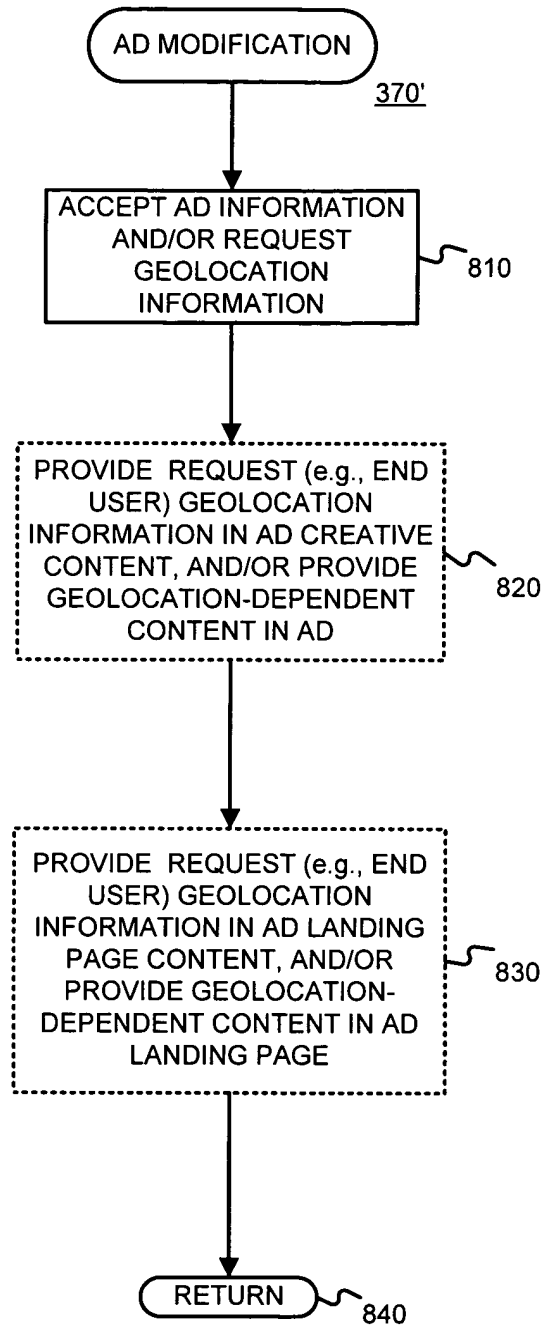 AD MODIFICATION
370'
ACCEPT AD INFORMATION
AND/OR REQUEST
GEOLOCATION
INFORMATION
810
PROVIDE REQUEST (e.g., END
USER) GEOLOCATION
INFORMATION IN AD CREATIVE
CONTENT, AND/OR PROVIDE
GEOLOCATION-DEPENDENT
CONTENT IN AD
820
PROVIDE REQUEST (e.g., END
USER) GEOLOCATION
INFORMATION IN AD LANDING
PAGE CONTENT, AND/OR
PROVIDE GEOLOCATION-
DEPENDENT CONTENT IN AD
LANDING PAGE
830
RETURN
840